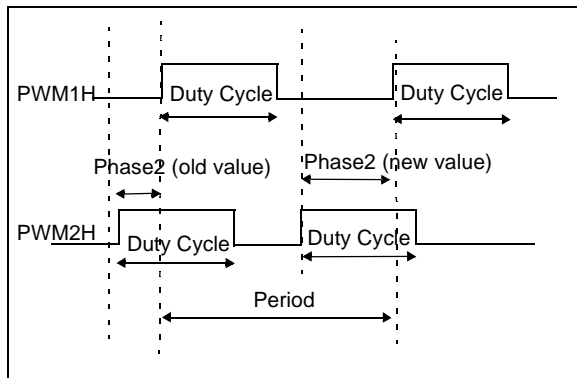 PWM1H
Duty Cycle
Duty Cycle
Phase2 (old value)
Phase2 (new value)
PWM2H
Duty Cycle
Duty Cycle
Period